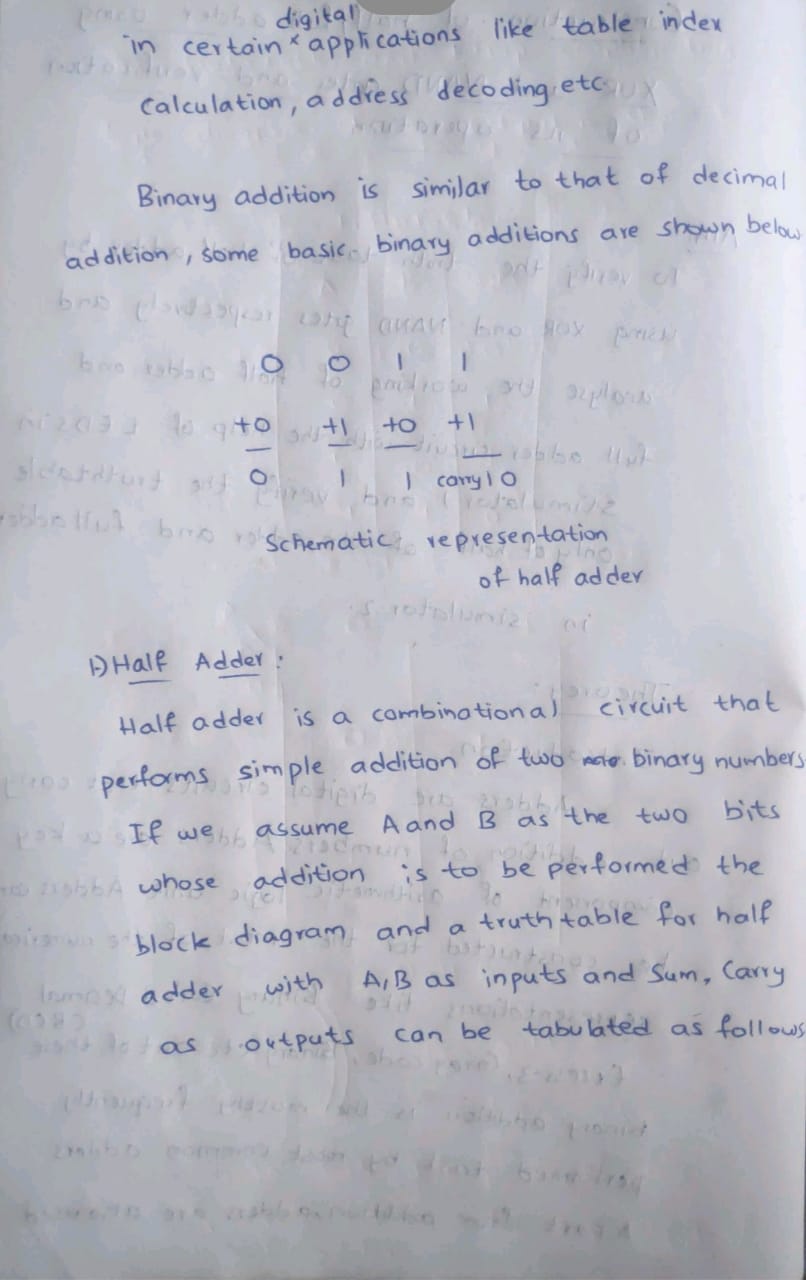 digital
in certain x applications like table index
calculation, address decoding etc
Binary addition is similar to that of decimal
addition, some basic binary additions are shown below
0 0 1 1
+0 +1 +0 +1
0 1 1 carry 1 0
Schematic representation
of half adder
1) Half Adder :
Half adder is a combinational circuit that
performs simple addition of two binary numbers
If we assume A and B as the two bits
whose addition is to be performed the
block diagram and a truth table for half
adder with A,B as inputs and Sum, Carry
as outputs can be tabulated as follows